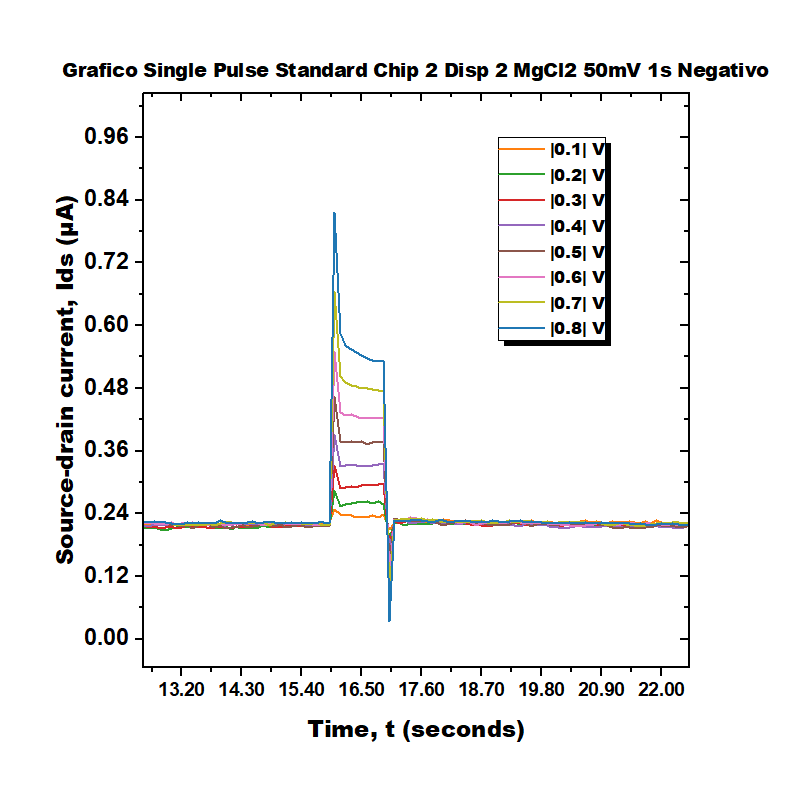 Grafico Single Pulse Standard Chip 2 Disp 2 MgCl2 50mV 1s Negativo
Source-drain current, Ids (µA)
0.96
0.84
0.72
0.60
0.48
0.36
0.24
0.12
0.00
|0.1| V
|0.2| V
|0.3| V
|0.4| V
|0.5| V
|0.6| V
|0.7| V
|0.8| V
13.20 14.30 15.40 16.50 17.60 18.70 19.80 20.90 22.00
Time, t (seconds)